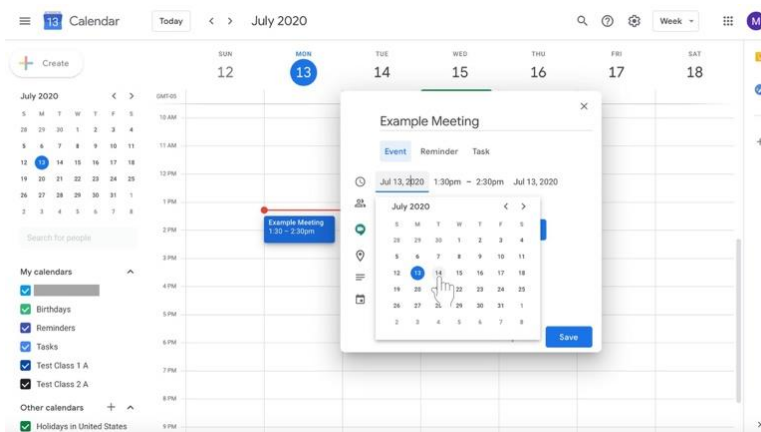 13 Calendar Today July 2020 Week M
Create
SUN MON TUE WED THU FRI SAT
12 13 14 15 16 17 18
July 2020
S M T W T F S
28 29 30 1 2 3 4
5 6 7 8 9 10 11
12 13 14 15 16 17 18
19 20 21 22 23 24 25
26 27 28 29 30 31 1
2 3 4 5 6 7 8
Search for people
My calendars
Birthdays
Reminders
Tasks
Test Class 1 A
Test Class 2 A
Other calendars
Holidays in United States
GMT-05
10 AM
11 AM
12 PM
1 PM
2 PM
3 PM
4 PM
5 PM
6 PM
7 PM
8 PM
9 PM
Example Meeting
1:30 – 2:30pm
Example Meeting
Event Reminder Task
Jul 13, 2020 1:30pm – 2:30pm Jul 13, 2020
July 2020
S M T W T F S
28 29 30 1 2 3 4
5 6 7 8 9 10 11
12 13 14 15 16 17 18
19 20 22 23 24 25
26 27 28 29 30 31 1
2 3 4 5 6 7 8
Save